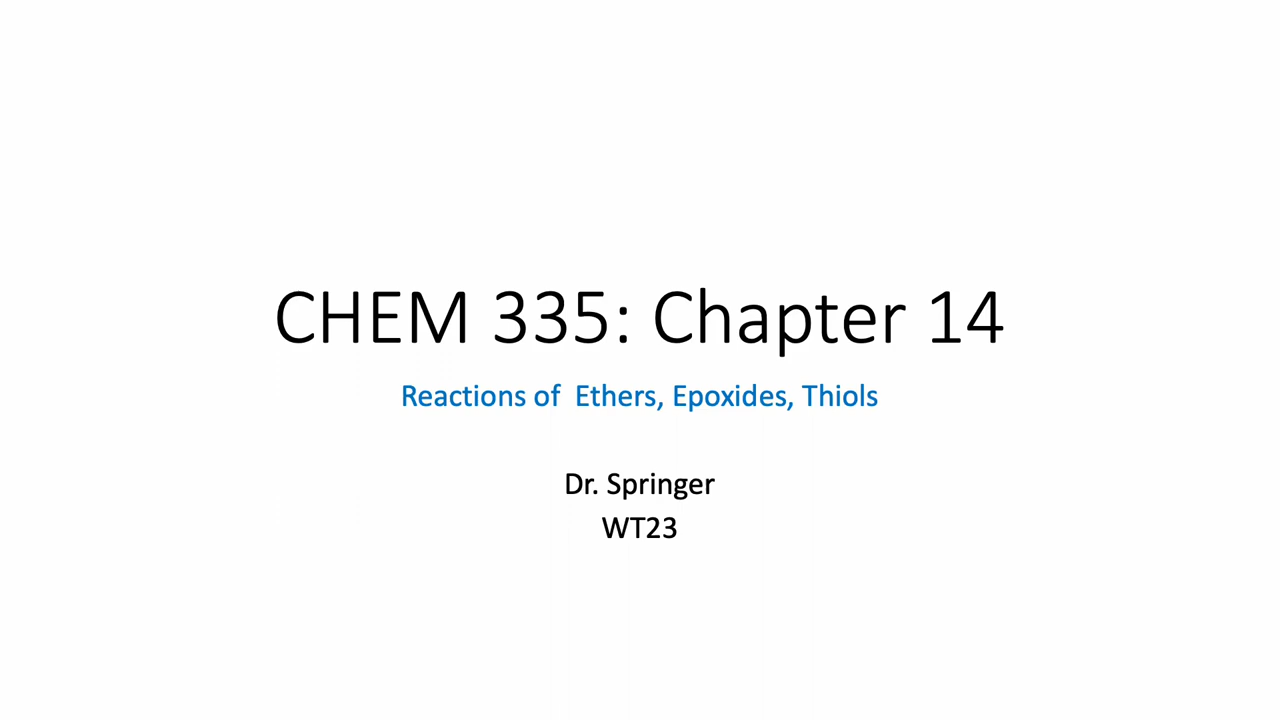 CHEM 335: Chapter 14
Reactions of  Ethers, Epoxides, Thiols
Dr. Springer
WT23